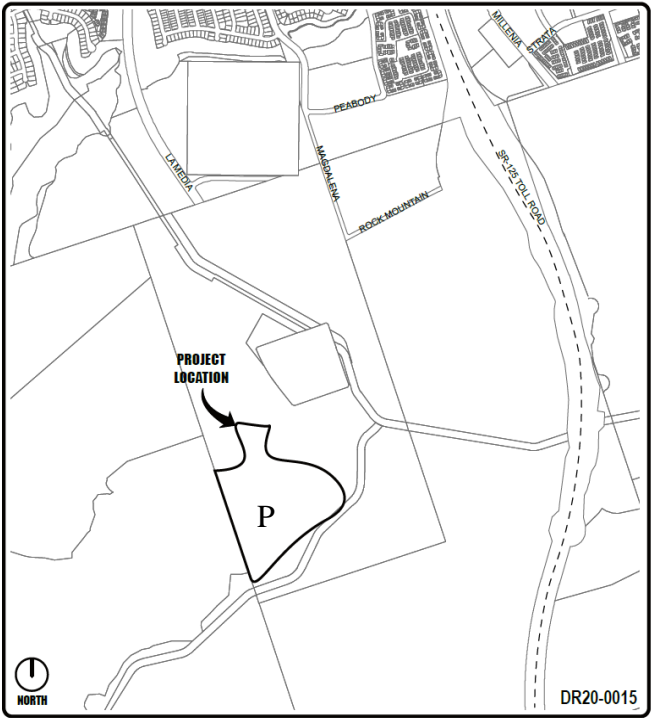 MILLENIA
STRATA
PEABODY
LA MEDIA
MAGDALENA
SR-125 TOLL ROAD
ROCK MOUNTAIN
PROJECT
LOCATION
P
NORTH
DR20-0015